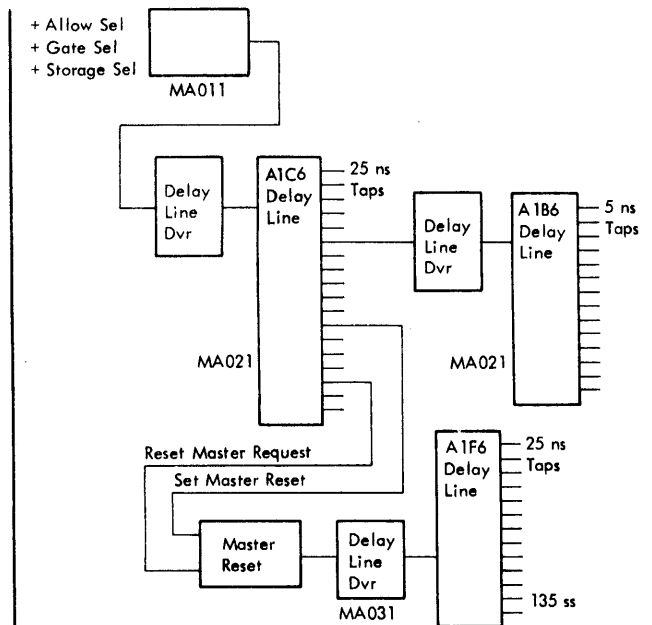 + Allow Sel
+ Gate Sel
+ Storage Sel
MA011
Delay
Line
Dvr
A1C6
Delay
Line
25 ns
Taps
Delay
Line
Dvr
A1B6
Delay
Line
5 ns
Taps
MA021
MA021
Reset Master Request
Set Master Reset
Master
Reset
Delay
Line
Dvr
MA031
A1F6
Delay
Line
25 ns
Taps
135 ss